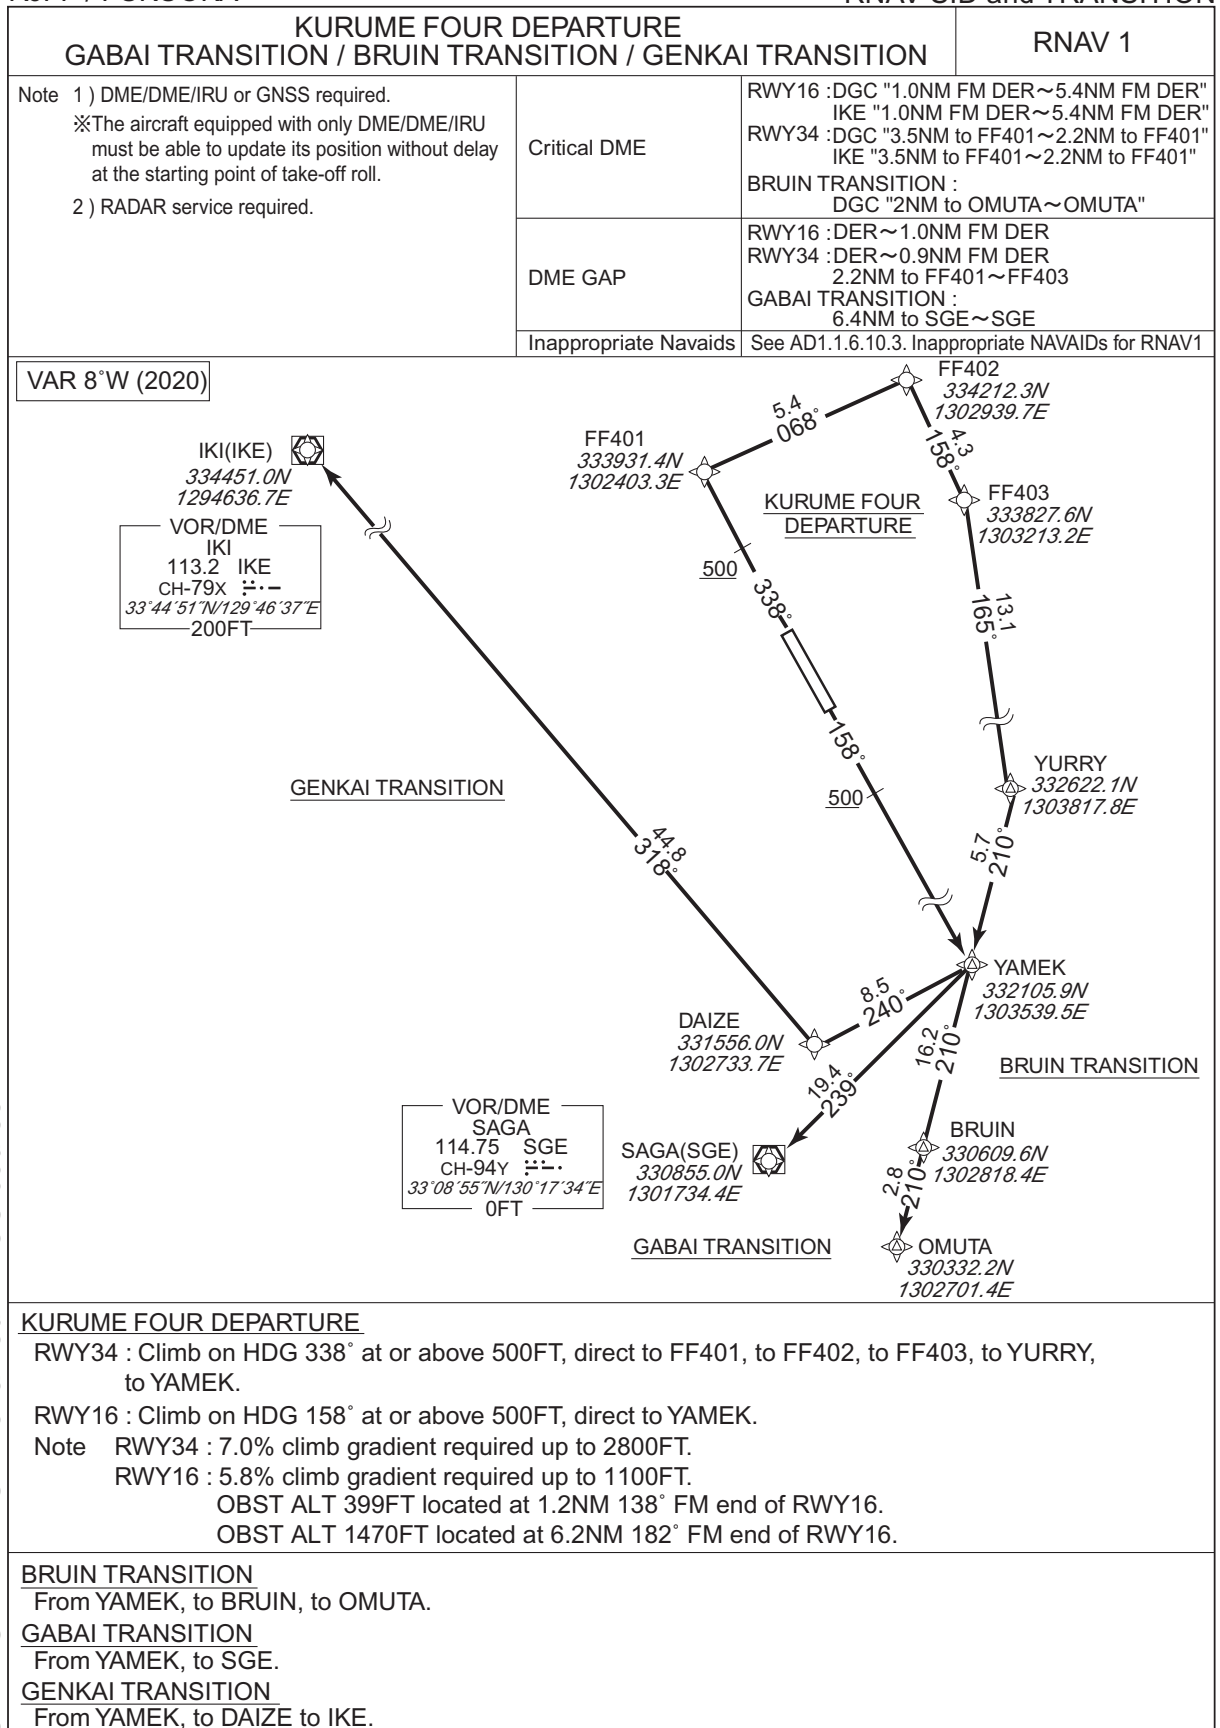 RNAV SID and TRANSITION
KURUME FOUR DEPARTURE
GABAI TRANSITION / BRUIN TRANSITION / GENKAI TRANSITION
RNAV 1
Note 1 ) DME/DME/IRU or GNSS required.
※The aircraft equipped with only DME/DME/IRU
must be able to update its position without delay
at the starting point of take-off roll.
2 ) RADAR service required.
Critical DME
RWY16 :DGC "1.0NM FM DER～5.4NM FM DER"
IKE "1.0NM FM DER～5.4NM FM DER"
RWY34 :DGC "3.5NM to FF401～2.2NM to FF401"
IKE "3.5NM to FF401～2.2NM to FF401"
BRUIN TRANSITION :
DGC "2NM to OMUTA～OMUTA"
DME GAP
RWY16 :DER～1.0NM FM DER
RWY34 :DER～0.9NM FM DER
2.2NM to FF401～FF403
GABAI TRANSITION :
6.4NM to SGE～SGE
Inappropriate Navaids
See AD1.1.6.10.3. Inappropriate NAVAIDs for RNAV1
VAR 8˚W (2020)
FF402
334212.3N
1302939.7E
5.4
068˚
4.3
158˚
IKI(IKE)
334451.0N
1294636.7E
FF401
333931.4N
1302403.3E
KURUME FOUR
DEPARTURE
FF403
333827.6N
1303213.2E
VOR/DME
IKI
113.2 IKE
CH-79X
33˚44´51˝N/129˚46´37˝E
200FT
500
338˚
13.1
165˚
158˚
GENKAI TRANSITION
500
YURRY
332622.1N
1303817.8E
44.8
318˚
5.7
210˚
YAMEK
332105.9N
1303539.5E
8.5
240˚
DAIZE
331556.0N
1302733.7E
16.2
210˚
BRUIN TRANSITION
19.4
239˚
VOR/DME
SAGA
114.75 SGE
CH-94Y
33˚08´55˝N/130˚17´34˝E
0FT
SAGA(SGE)
330855.0N
1301734.4E
BRUIN
330609.6N
1302818.4E
2.8
210˚
GABAI TRANSITION
OMUTA
330332.2N
1302701.4E
KURUME FOUR DEPARTURE
RWY34 : Climb on HDG 338˚ at or above 500FT, direct to FF401, to FF402, to FF403, to YURRY,
to YAMEK.
RWY16 : Climb on HDG 158˚ at or above 500FT, direct to YAMEK.
Note RWY34 : 7.0% climb gradient required up to 2800FT.
RWY16 : 5.8% climb gradient required up to 1100FT.
OBST ALT 399FT located at 1.2NM 138˚ FM end of RWY16.
OBST ALT 1470FT located at 6.2NM 182˚ FM end of RWY16.
BRUIN TRANSITION
From YAMEK, to BRUIN, to OMUTA.
GABAI TRANSITION
From YAMEK, to SGE.
GENKAI TRANSITION
From YAMEK, to DAIZE to IKE.